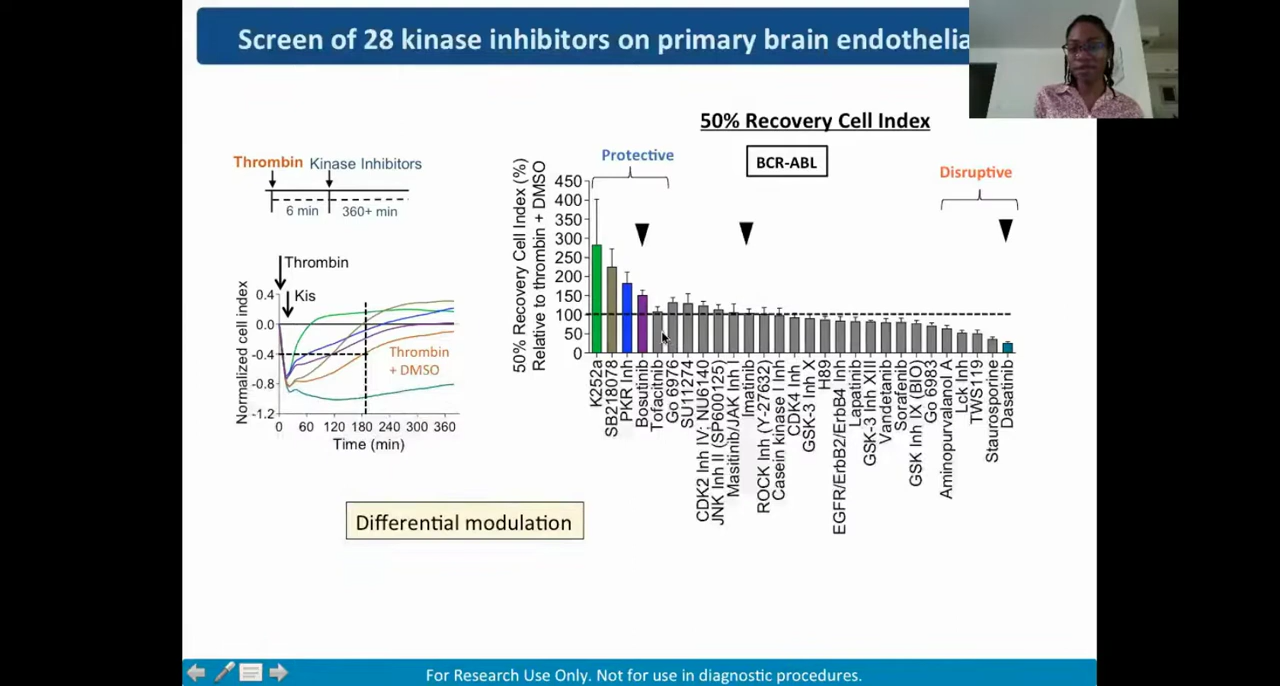 Screen of 28 kinase inhibitors on primary brain endothelia
50% Recovery Cell Index
Thrombin Kinase Inhibitors
6 min 360+ min
Protective
BCR-ABL
Disruptive
50% Recovery Cell Index (%)
Relative to thrombin + DMSO
450
400
350
300
250
200
150
100
50
0
K252a
SB218078
PKR Inh
Bosutinib
Tofacitinib
Go 6976
SU11274
CDK2 Inh IV; NU6140
JNK Inh II (SP600125)
Masitinib/JAK Inh I
Imatinib
ROCK Inh (Y-27632)
Casein kinase I Inh
CDK4 Inh
GSK-3 Inh X
H89
EGFR/ErbB2/ErbB4 Inh
Lapatinib
GSK-3 Inh XIII
Vandetanib
Sorafenib
GSK Inh IX (BIO)
Go 6983
Aminopurvalanol A
Lck Inh
TWS119
Staurosporine
Dasatinib
Thrombin
Kis
Normalized cell index
0.4
0.0
-0.4
-0.8
-1.2
Thrombin
+ DMSO
0 60 120 180 240 300 360
Time (min)
Differential modulation
For Research Use Only. Not for use in diagnostic procedures.